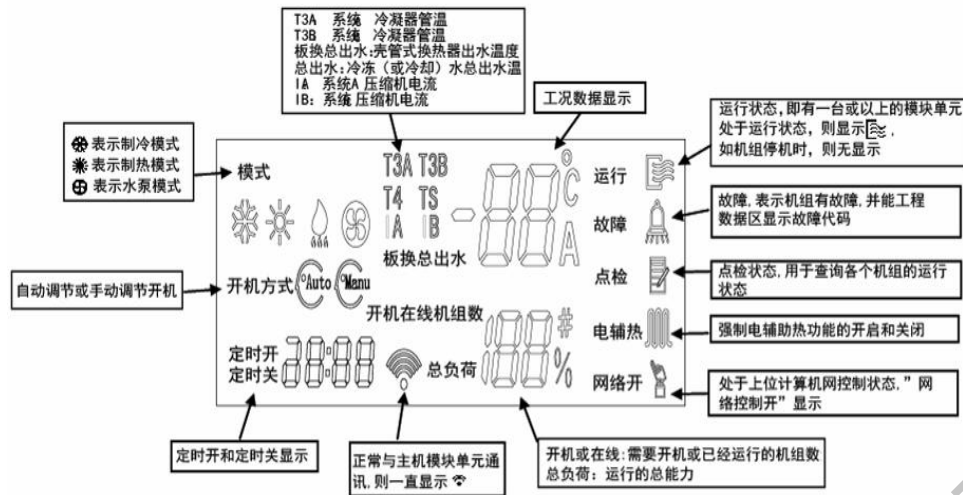 T3A 系统 冷凝器管温
T3B 系统 冷凝器管温
板换总出水:壳管式换热器出水温度
总出水:冷冻（或冷却）水总出水温
IA 系统A 压缩机电流
IB: 系统 压缩机电流
工况数据显示
运行状态,即有一台或以上的模块单元
处于运行状态，则显示
如机组停机时，则无显示
表示制冷模式
表示制热模式
表示水泵模式
模式
T3A T3B
T4 TS
IA IB
板换总出水
-88
°C
A
运行
故障
故障,表示机组有故障,并能工程
数据区显示故障代码
点检
点检状态,用于查询各个机组的运行
状态
自动调节或手动调节开机
开机方式 Auto Manu
开机在线机组数
188
#
%
电辅热
强制电辅助热功能的开启和关闭
定时开
定时关
38:88
总负荷
网络开
处于上位计算机网控制状态,”网
络控制开”显示
定时开和定时关显示
正常与主机模块单元通
讯,则一直显示
开机或在线:需要开机或已经运行的机组数
总负荷：运行的总能力